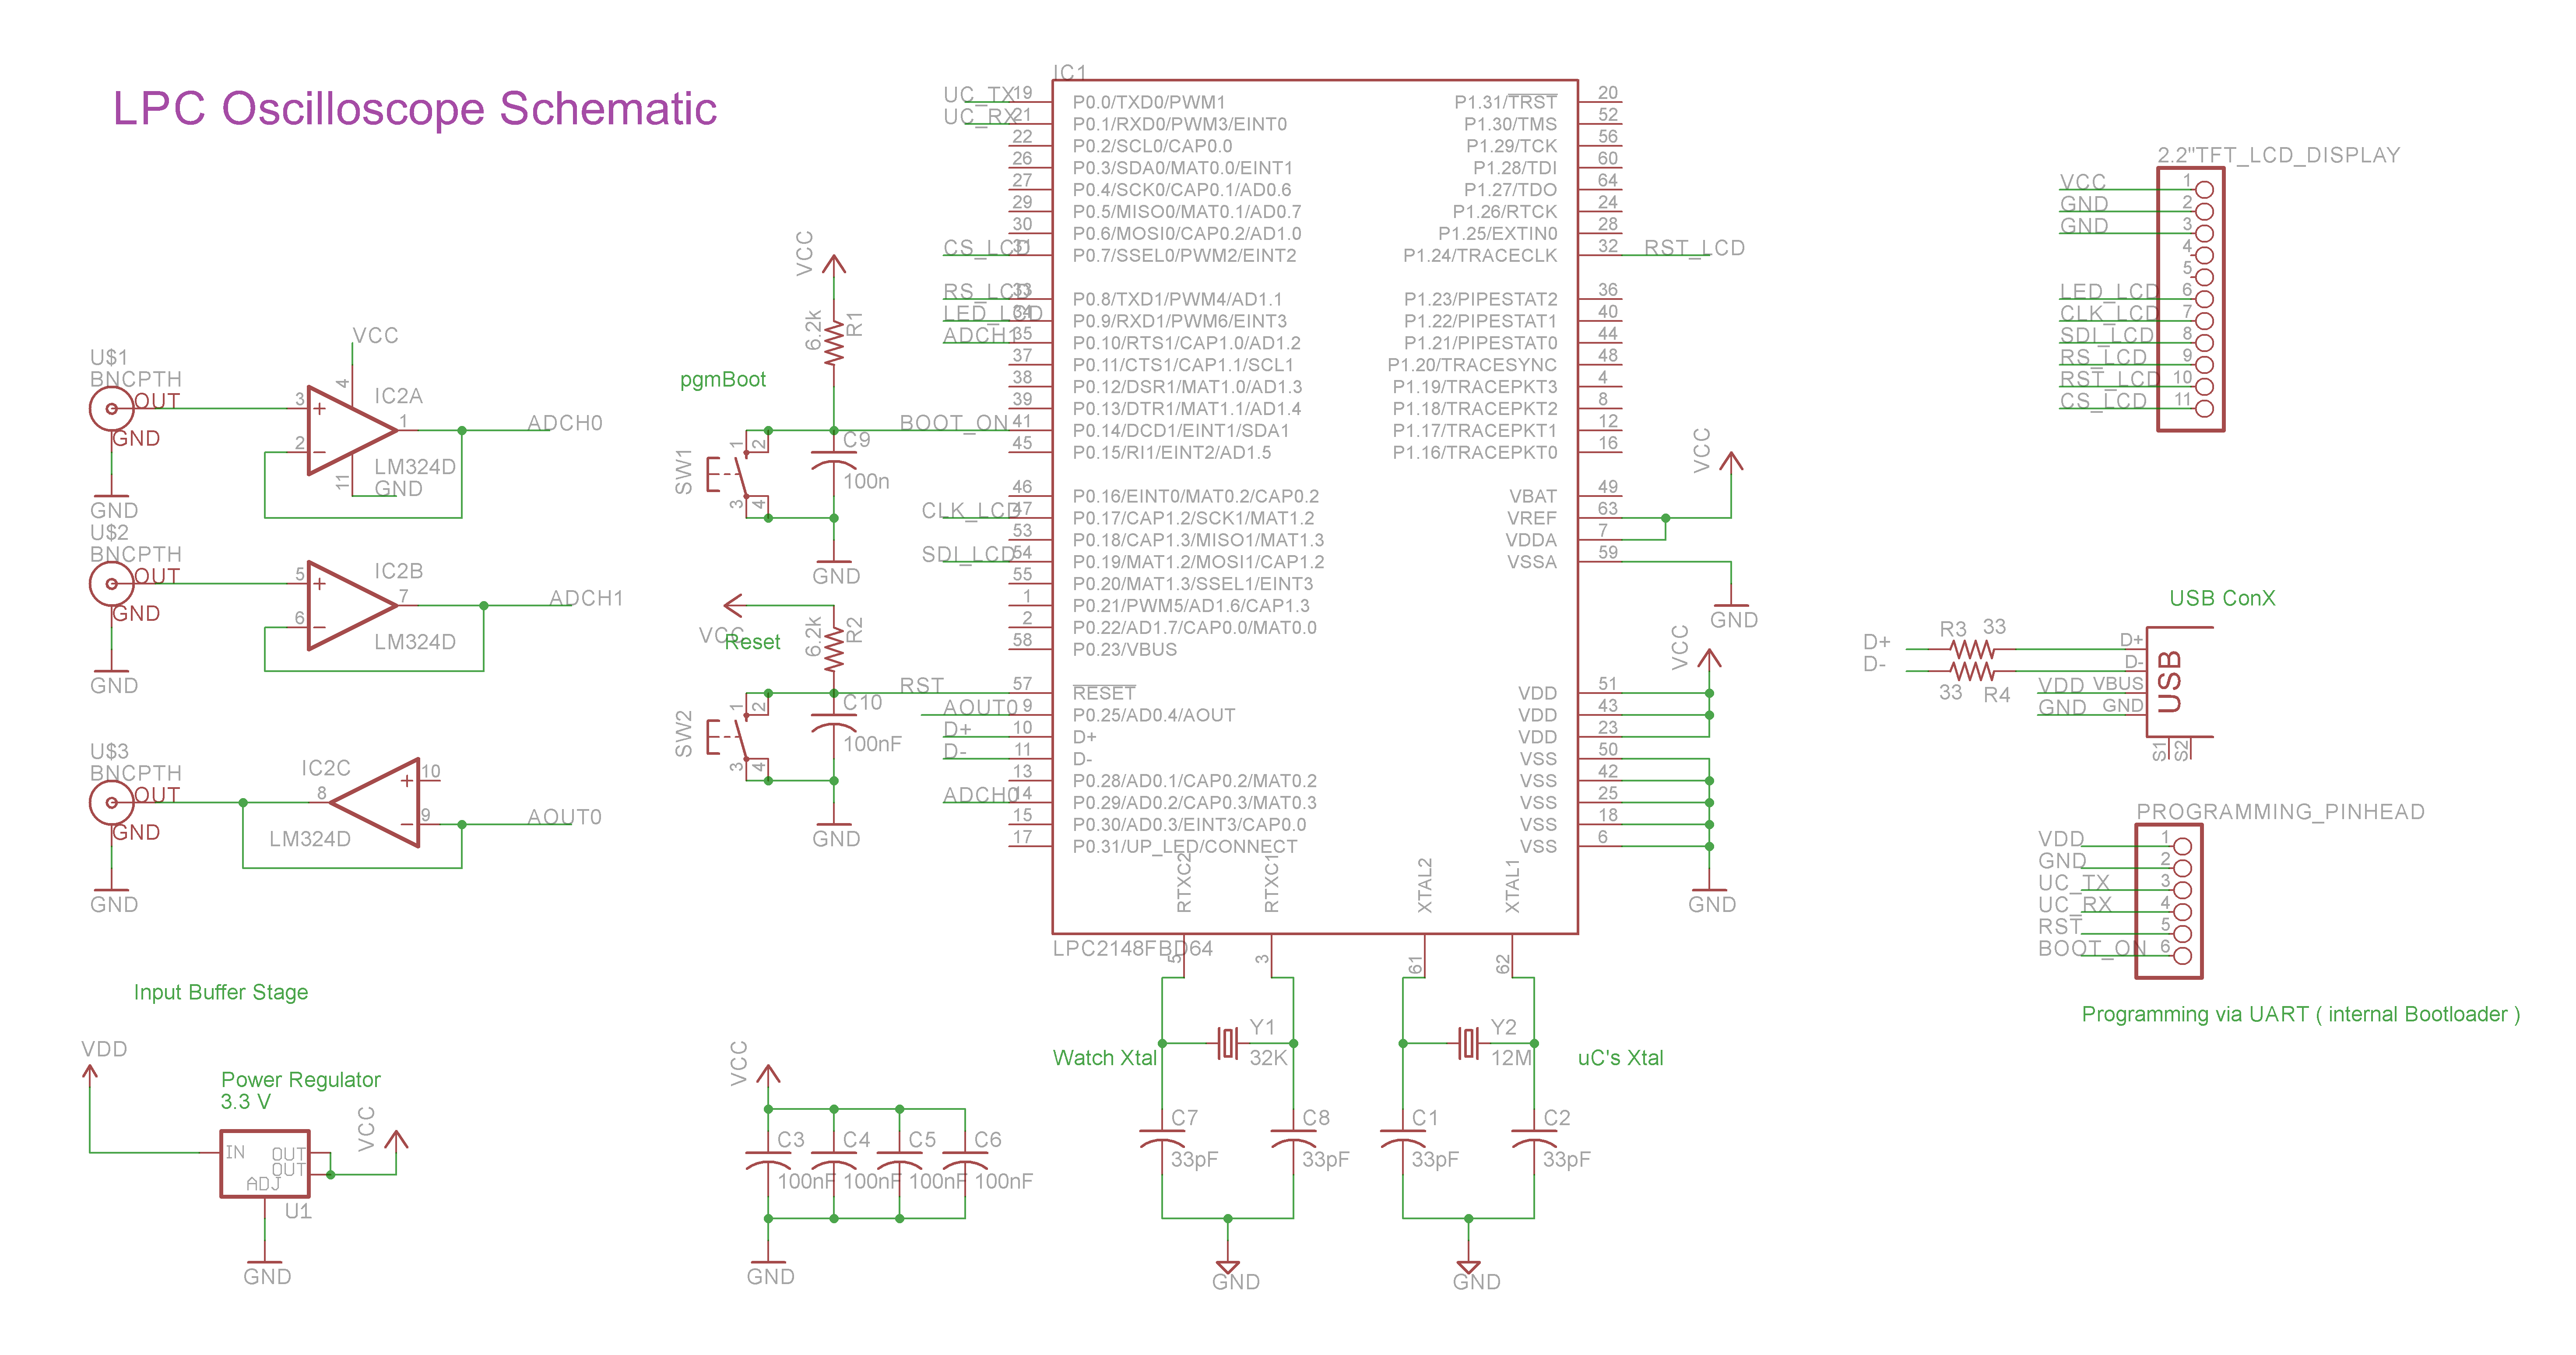 LPC Oscilloscope Schematic
U$1
BNCPTH
OUT
GND
GND
VCC
4
3
+
2
−
1
IC2A
LM324D
11
GND
ADCH0
U$2
BNCPTH
OUT
GND
GND
5
+
6
−
7
IC2B
LM324D
ADCH1
U$3
BNCPTH
OUT
GND
GND
IC2C
8
LM324D
+
10
−
9
AOUT0
Input Buffer Stage
VDD
Power Regulator
3.3 V
IN
OUT
OUT
ADJ
U1
VCC
GND
VCC
6.2k
R1
pgmBoot
SW1
1
2
3
4
C9
100n
GND
BOOT_ON
VCC
Reset
6.2k
R2
SW2
1
2
3
4
C10
100nF
GND
RST
VCC
C3
100nF
C4
100nF
C5
100nF
C6
100nF
GND
IC1
UC_TX 19 P0.0/TXD0/PWM1
UC_RX 21 P0.1/RXD0/PWM3/EINT0
22 P0.2/SCL0/CAP0.0
26 P0.3/SDA0/MAT0.0/EINT1
27 P0.4/SCK0/CAP0.1/AD0.6
29 P0.5/MISO0/MAT0.1/AD0.7
30 P0.6/MOSI0/CAP0.2/AD1.0
CS_LCD 31 P0.7/SSEL0/PWM2/EINT2
RS_LCD 33 P0.8/TXD1/PWM4/AD1.1
LED_LCD 34 P0.9/RXD1/PWM6/EINT3
ADCH1 35 P0.10/RTS1/CAP1.0/AD1.2
37 P0.11/CTS1/CAP1.1/SCL1
38 P0.12/DSR1/MAT1.0/AD1.3
39 P0.13/DTR1/MAT1.1/AD1.4
41 P0.14/DCD1/EINT1/SDA1
45 P0.15/RI1/EINT2/AD1.5
46 P0.16/EINT0/MAT0.2/CAP0.2
CLK_LCD 47 P0.17/CAP1.2/SCK1/MAT1.2
53 P0.18/CAP1.3/MISO1/MAT1.3
SDI_LCD 54 P0.19/MAT1.2/MOSI1/CAP1.2
55 P0.20/MAT1.3/SSEL1/EINT3
1 P0.21/PWM5/AD1.6/CAP1.3
2 P0.22/AD1.7/CAP0.0/MAT0.0
58 P0.23/VBUS
57 RESET
AOUT0 9 P0.25/AD0.4/AOUT
D+ 10 D+
D- 11 D-
13 P0.28/AD0.1/CAP0.2/MAT0.2
ADCH0 14 P0.29/AD0.2/CAP0.3/MAT0.3
15 P0.30/AD0.3/EINT3/CAP0.0
17 P0.31/UP_LED/CONNECT
P1.31/TRST 20
P1.30/TMS 52
P1.29/TCK 56
P1.28/TDI 60
P1.27/TDO 64
P1.26/RTCK 24
P1.25/EXTIN0 28
P1.24/TRACECLK 32 RST_LCD
P1.23/PIPESTAT2 36
P1.22/PIPESTAT1 40
P1.21/PIPESTAT0 44
P1.20/TRACESYNC 48
P1.19/TRACEPKT3 4
P1.18/TRACEPKT2 8
P1.17/TRACEPKT1 12
P1.16/TRACEPKT0 16
VBAT 49
VREF 63
VDDA 7
VSSA 59
VCC
GND
VDD 51
VDD 43
VDD 23
VSS 50
VSS 42
VSS 25
VSS 18
VSS 6
VCC
GND
RTXC2
RTXC1
XTAL2
XTAL1
LPC2148FBD64
5
3
61
62
Watch Xtal
Y1
32K
C7
33pF
C8
33pF
GND
Y2
12M
uC's Xtal
C1
33pF
C2
33pF
GND
2.2"TFT_LCD_DISPLAY
VCC 1
GND 2
GND 3
4
5
LED_LCD 6
CLK_LCD 7
SDI_LCD 8
RS_LCD 9
RST_LCD 10
CS_LCD 11
USB ConX
D+ R3 33 D+
D- 33 R4 D-
VDD VBUS
GND GND
USB
S1
S2
PROGRAMMING_PINHEAD
VDD 1
GND 2
UC_TX 3
UC_RX 4
RST 5
BOOT_ON 6
Programming via UART ( internal Bootloader )